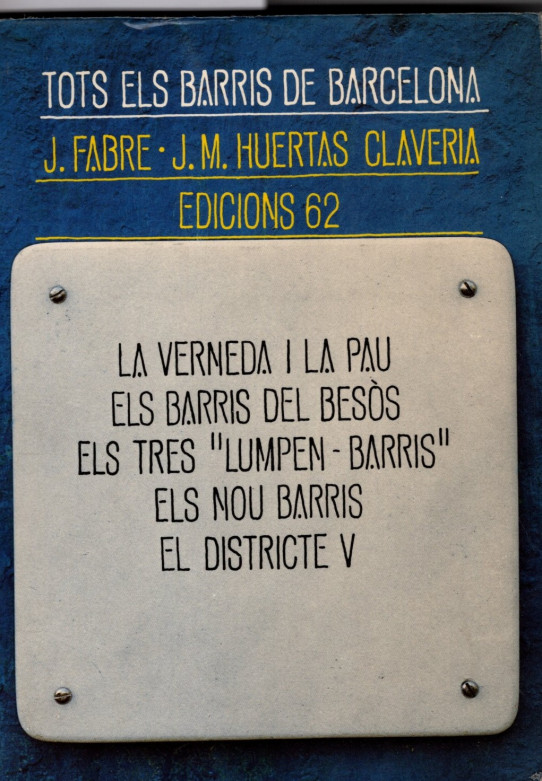 TOTS ELS BARRIS DE BARCELONA
J. FABRE · J. M. HUERTAS CLAVERIA
EDICIONS 62
LA VERNEDA I LA PAU
ELS BARRIS DEL BESÒS
ELS TRES "LUMPEN - BARRIS"
ELS NOU BARRIS
EL DISTRICTE V